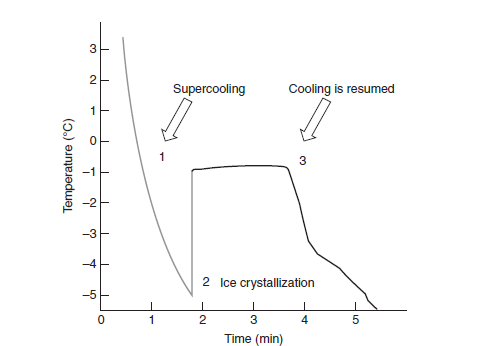 Supercooling
Cooling is resumed
3
2
1
0
–1
–2
–3
–4
–5
Temperature (°C)
1
3
2 Ice crystallization
0 1 2 3 4 5
Time (min)